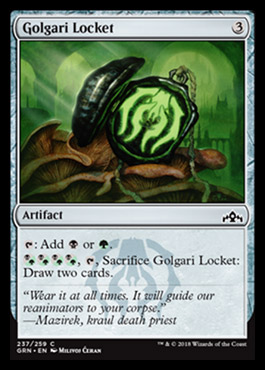 Golgari Locket 3
Artifact
: Add or .
, , Sacrifice Golgari Locket:
Draw two cards.
"Wear it at all times. It will guide our
reanimators to your corpse."
—Mazirek, kraul death priest
237/259 C
GRN • EN Milivoj Ćeran
™ & © 2018 Wizards of the Coast